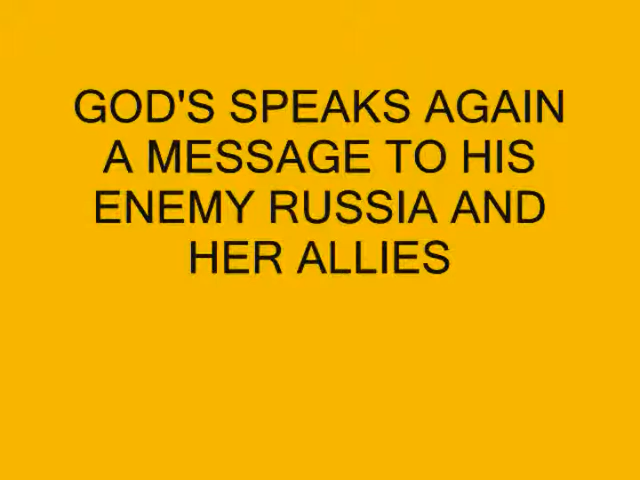 GOD'S SPEAKS AGAIN
A MESSAGE TO HIS
ENEMY RUSSIA AND
HER ALLIES